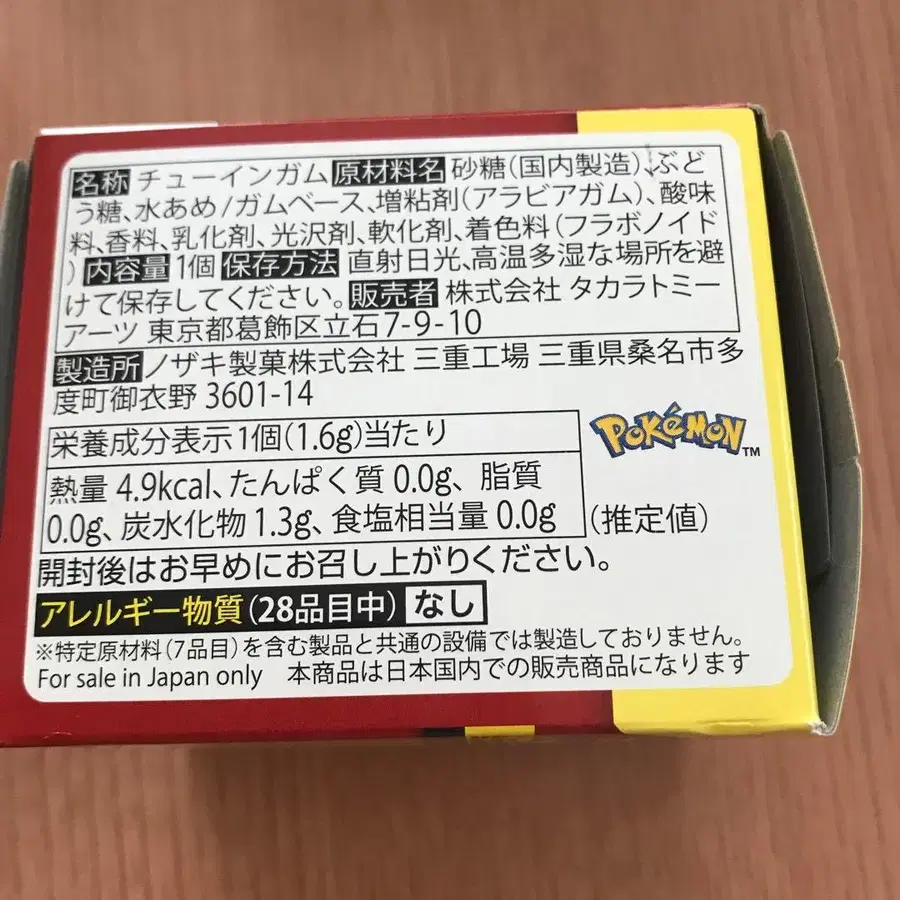 名称 チューインガム 原材料名 砂糖(国内製造)、ぶど
う糖、水あめ/ガムベース、増粘剤(アラビアガム)、酸味
料、香料、乳化剤、光沢剤、軟化剤、着色料(フラボノイド
) 内容量 1個 保存方法 直射日光、高温多湿な場所を避
けて保存してください。 販売者 株式会社 タカラトミー
アーツ 東京都葛飾区立石7-9-10
製造所 ノザキ製菓株式会社 三重工場 三重県桑名市多
度町御衣野 3601-14
栄養成分表示1個(1.6g)当たり
熱量 4.9kcal、たんぱく質 0.0g、脂質
0.0g、炭水化物 1.3g、食塩相当量 0.0g (推定値)
POKéMON™
開封後はお早めにお召し上がりください。
アレルギー物質(28品目中) なし
※特定原材料(7品目)を含む製品と共通の設備では製造しておりません。
For sale in Japan only 本商品は日本国内での販売商品になります